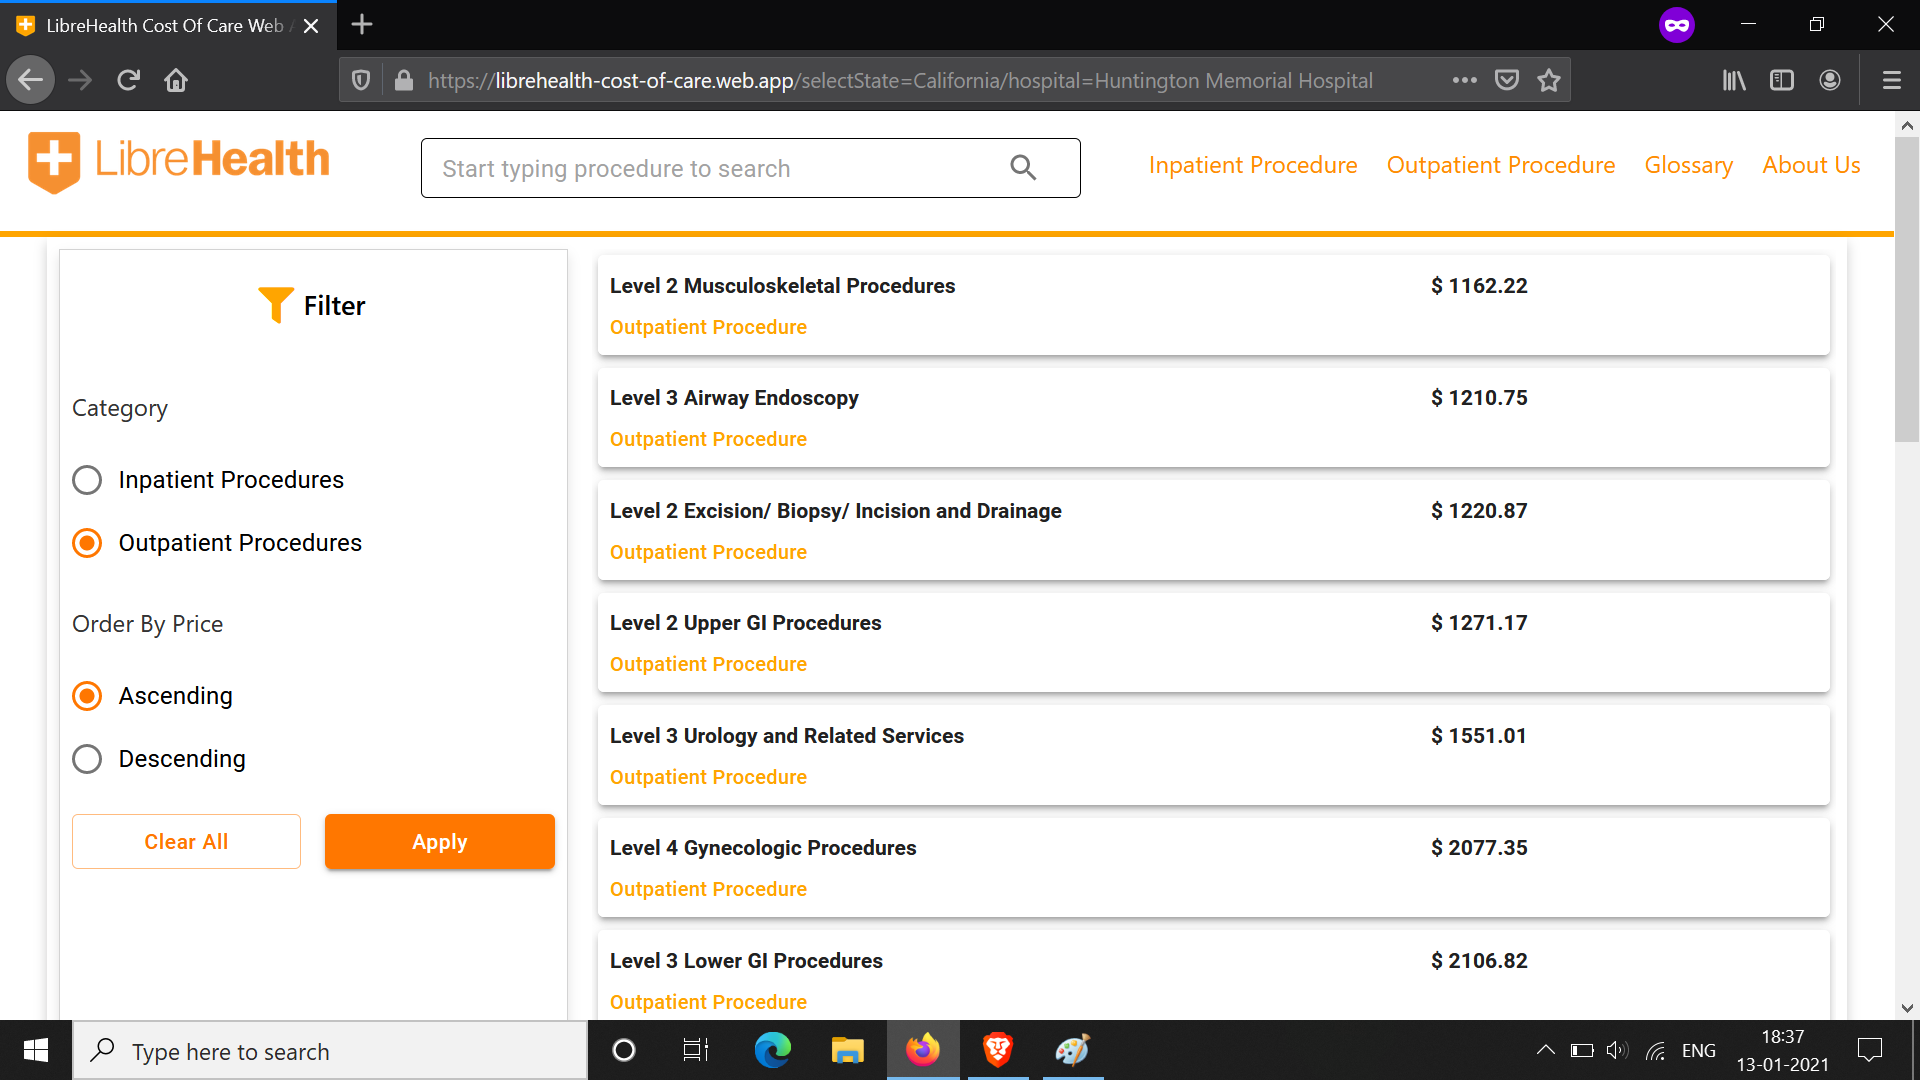 LibreHealth Cost Of Care Web
https://librehealth-cost-of-care.web.app/selectState=California/hospital=Huntington Memorial Hospital
LibreHealth
Start typing procedure to search
Inpatient Procedure
Outpatient Procedure
Glossary
About Us
Filter
Category
Inpatient Procedures
Outpatient Procedures
Order By Price
Ascending
Descending
Clear All
Apply
Level 2 Musculoskeletal Procedures $ 1162.22
Outpatient Procedure
Level 3 Airway Endoscopy $ 1210.75
Outpatient Procedure
Level 2 Excision/ Biopsy/ Incision and Drainage $ 1220.87
Outpatient Procedure
Level 2 Upper GI Procedures $ 1271.17
Outpatient Procedure
Level 3 Urology and Related Services $ 1551.01
Outpatient Procedure
Level 4 Gynecologic Procedures $ 2077.35
Outpatient Procedure
Level 3 Lower GI Procedures $ 2106.82
Outpatient Procedure
Type here to search
ENG
18:37
13-01-2021